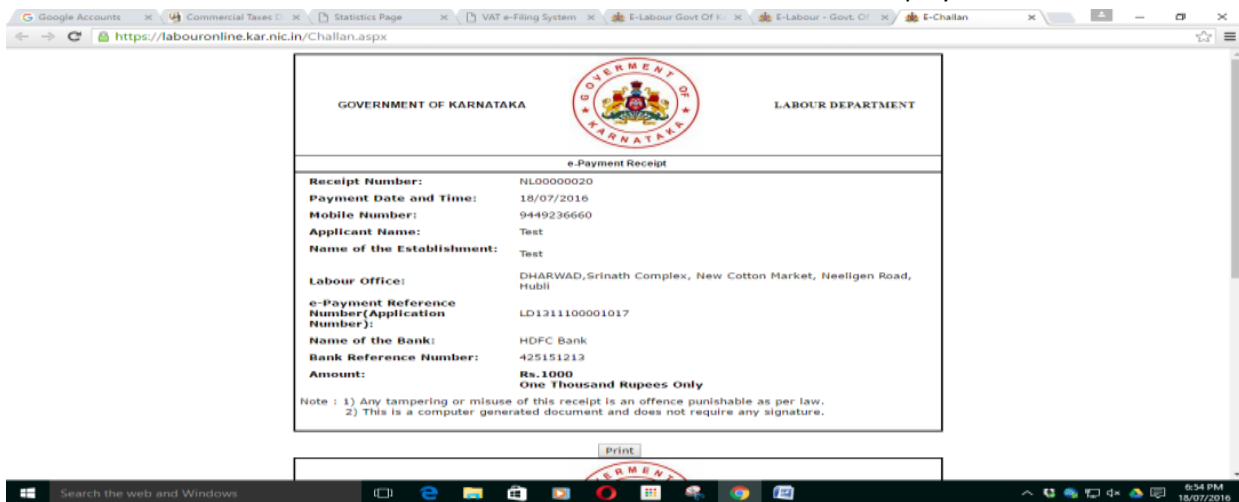 Google Accounts
Commercial Taxes D
Statistics Page
VAT e-Filing System
E-Labour Govt Of K
E-Labour - Govt. Of
E-Challan
https://labouronline.kar.nic.in/Challan.aspx
GOVERNMENT OF KARNATAKA
GOVERMENT OF KARNATAKA
LABOUR DEPARTMENT
e-Payment Receipt
Receipt Number: NL00000020
Payment Date and Time: 18/07/2016
Mobile Number: 9449236660
Applicant Name: Test
Name of the Establishment: Test
Labour Office: DHARWAD,Srinath Complex, New Cotton Market, Neeligen Road,
Hubli
e-Payment Reference
Number(Application LD1311100001017
Number):
Name of the Bank: HDFC Bank
Bank Reference Number: 425151213
Amount: Rs.1000
One Thousand Rupees Only
Note : 1) Any tampering or misuse of this receipt is an offence punishable as per law.
2) This is a computer generated document and does not require any signature.
Print
Search the web and Windows
6:54 PM
18/07/2016